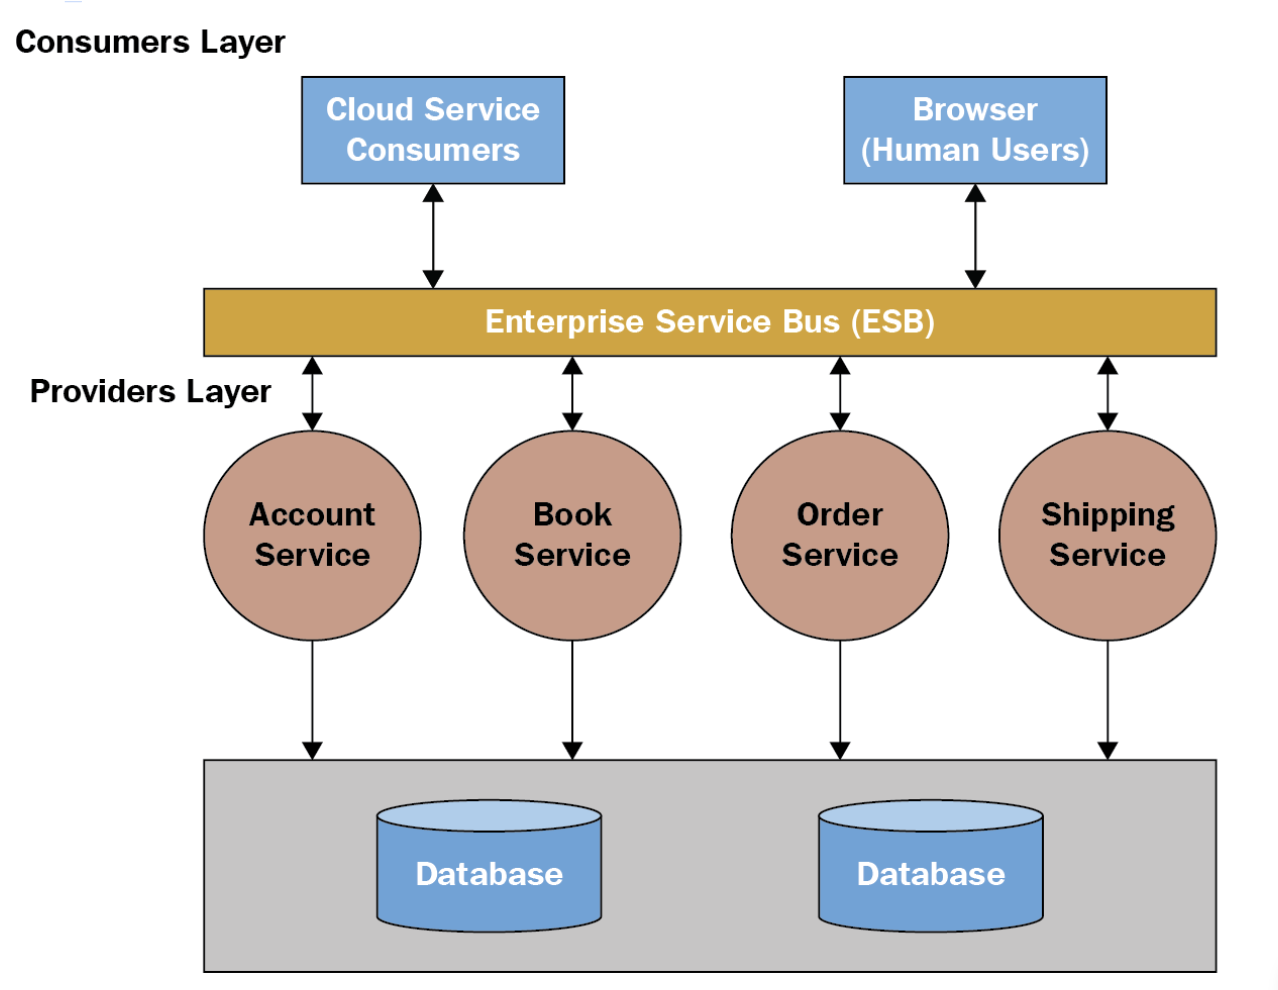 Consumers Layer
Cloud Service
Consumers
Browser
(Human Users)
Enterprise Service Bus (ESB)
Providers Layer
Account
Service
Book
Service
Order
Service
Shipping
Service
Database
Database